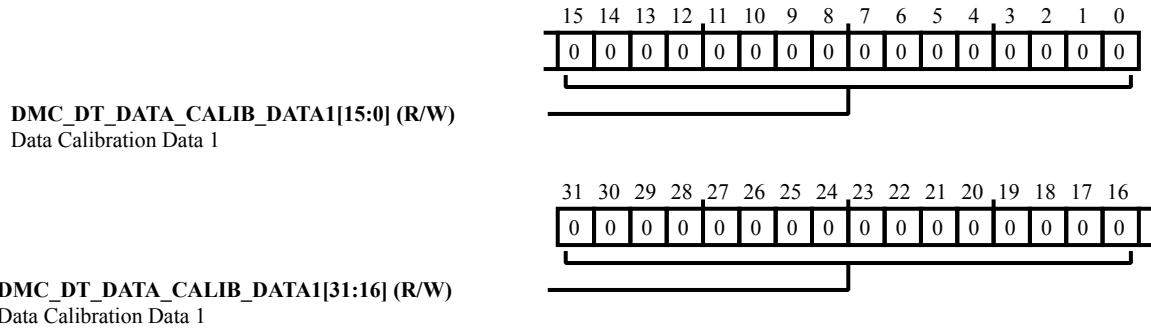 15 14 13 12 11 10 9 8 7 6 5 4 3 2 1 0
0 0 0 0 0 0 0 0 0 0 0 0 0 0 0 0
DMC_DT_DATA_CALIB_DATA1[15:0] (R/W)
Data Calibration Data 1
31 30 29 28 27 26 25 24 23 22 21 20 19 18 17 16
0 0 0 0 0 0 0 0 0 0 0 0 0 0 0 0
DMC_DT_DATA_CALIB_DATA1[31:16] (R/W)
Data Calibration Data 1